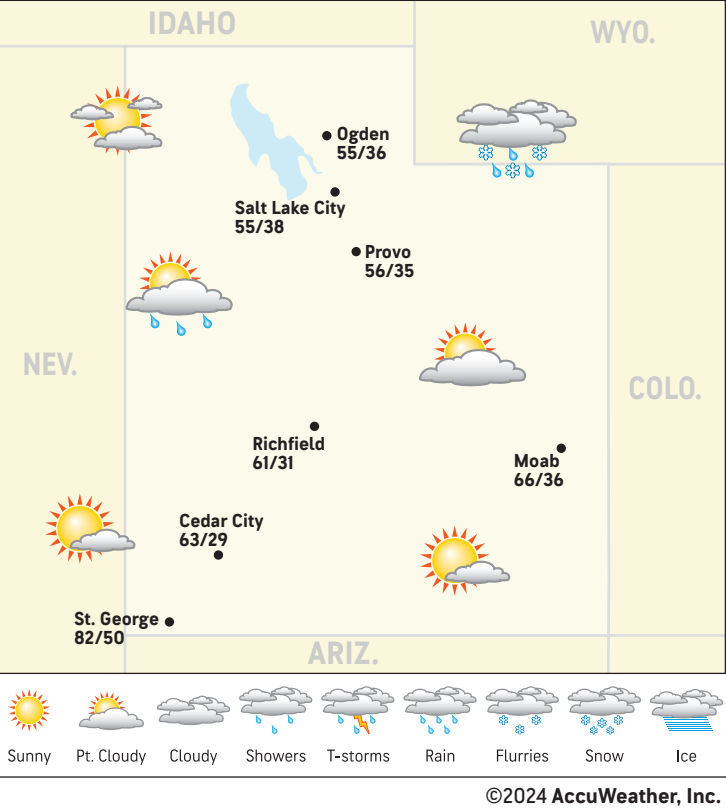 IDAHO
WYO.
Ogden
55/36
Salt Lake City
55/38
Provo
56/35
NEV.
COLO.
Richfield
61/31
Moab
66/36
Cedar City
63/29
St. George
82/50
ARIZ.
Sunny Pt. Cloudy Cloudy Showers T-storms Rain Flurries Snow Ice
©2024 AccuWeather, Inc.